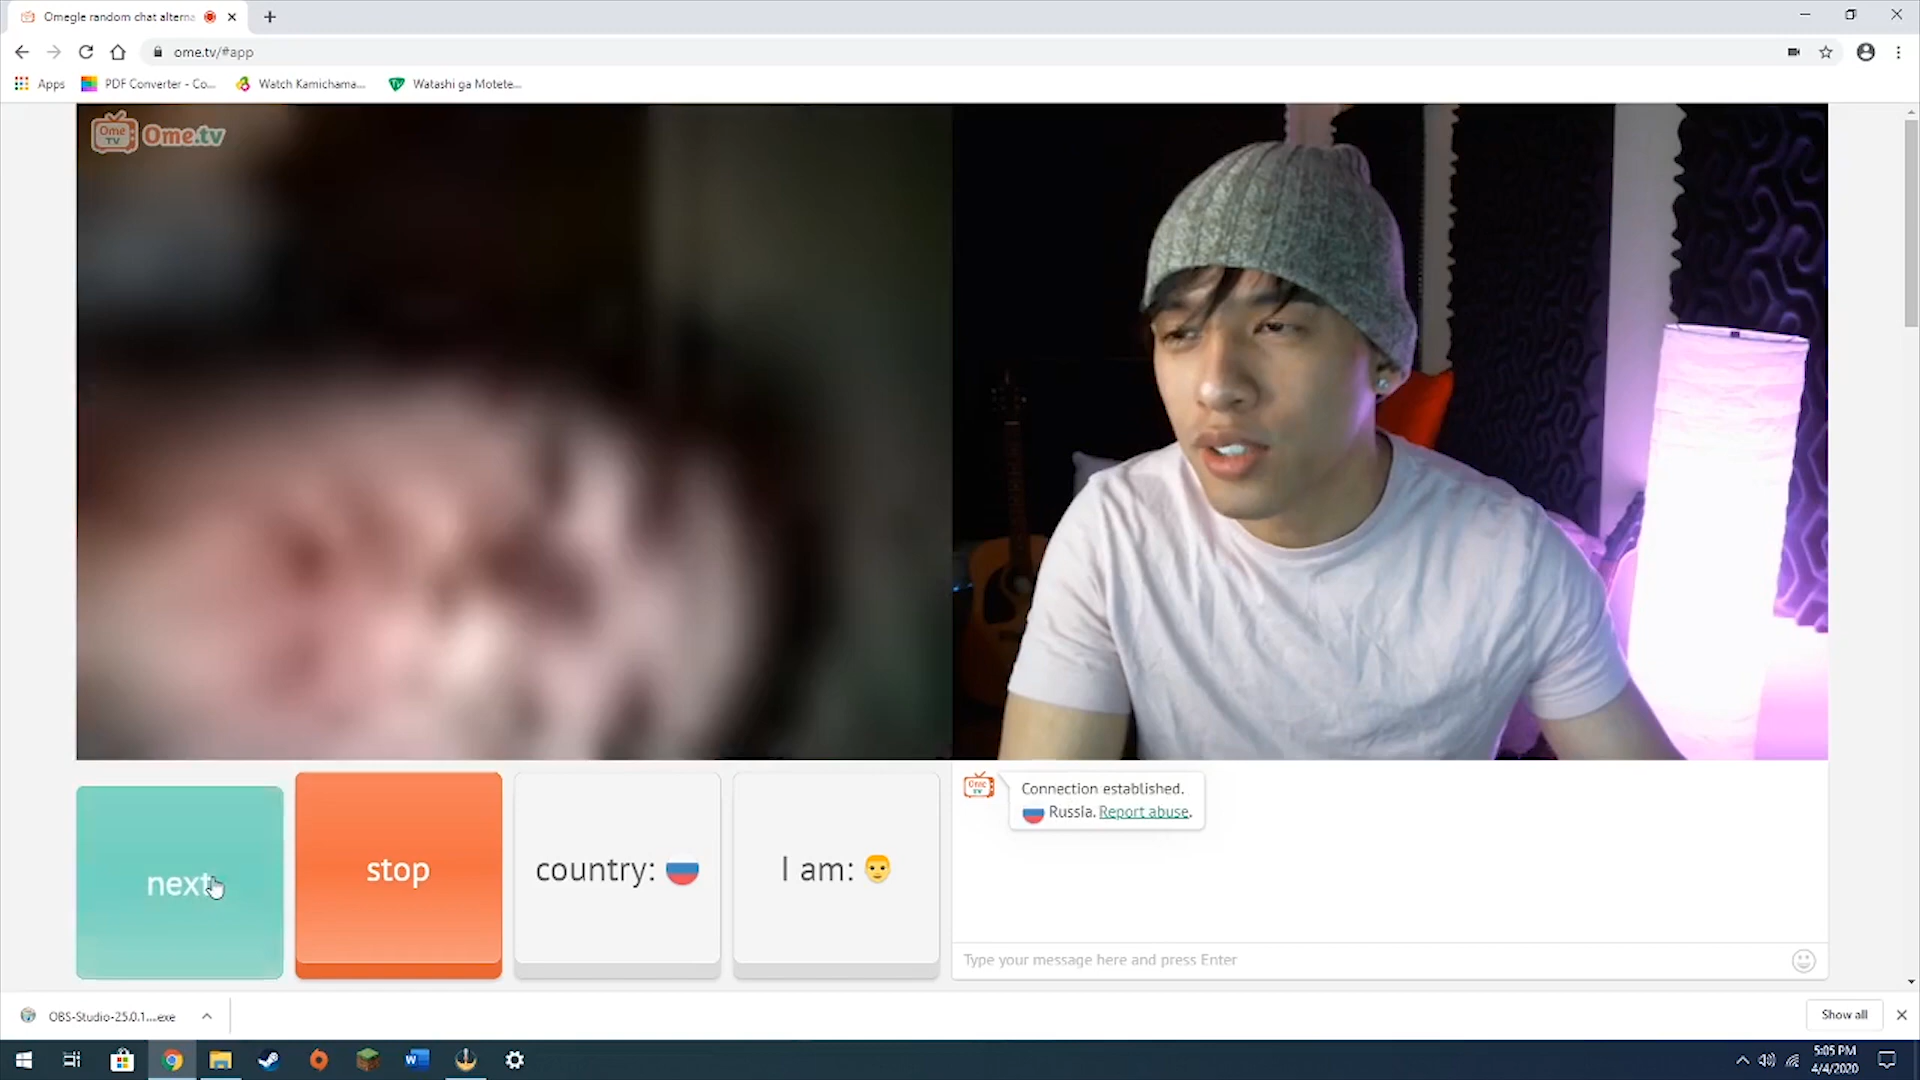 Omegle random chat alterna
ome.tv/#app
Apps
PDF Converter - Co...
Watch Kamichama...
Watashi ga Motete...
Ome TV
Ome.tv
Connection established.
Russia. Report abuse.
next
stop
country:
I am:
Type your message here and press Enter
OBS-Studio-25.0.1....exe
Show all
5:05 PM
4/4/2020